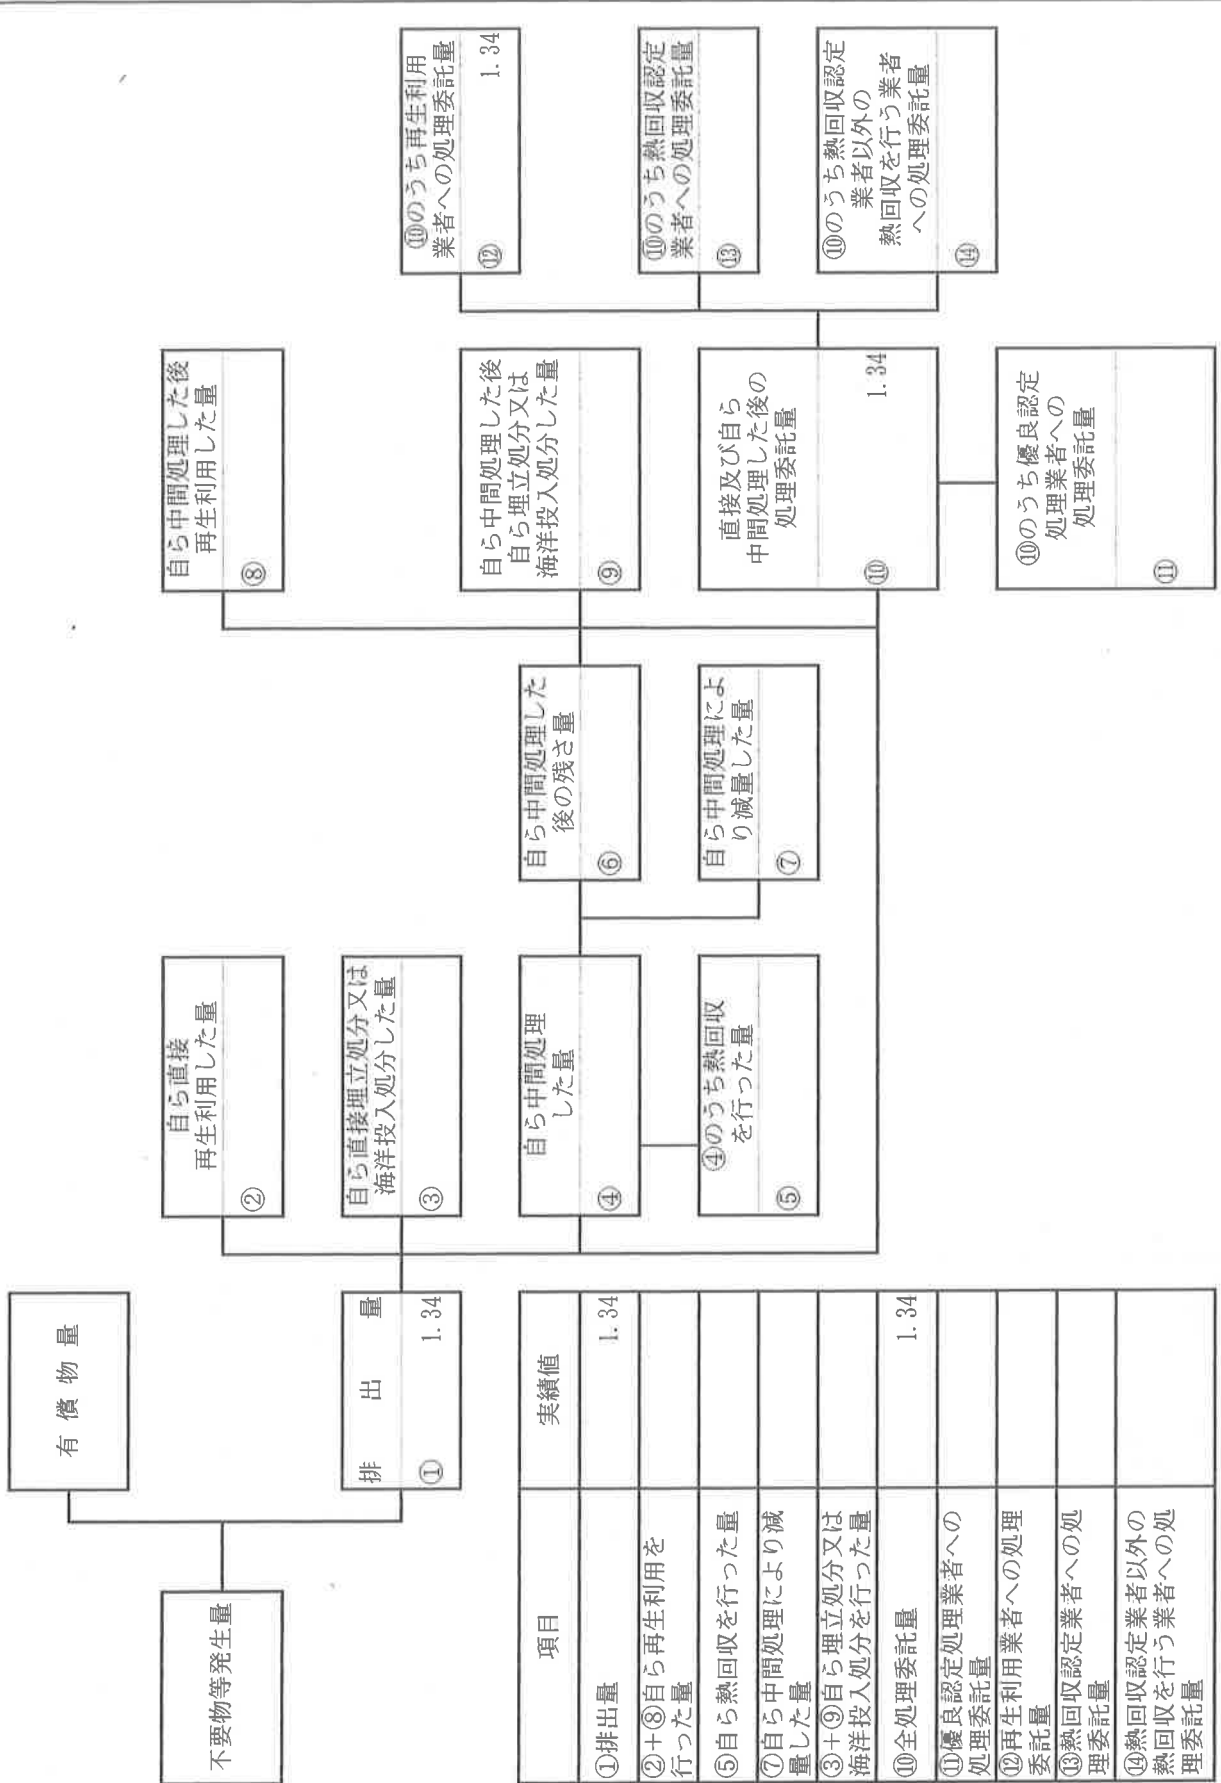 不要物等発生量
有償物量
排出量
① 1.34
自ら直接
再生利用した量
②
自ら直接埋立処分又は
海洋投入処分した量
③
自ら中間処理
した量
④
④のうち熱回収
を行った量
⑤
自ら中間処理した
後の残さ量
⑥
自ら中間処理によ
り減量した量
⑦
自ら中間処理した後
再生利用した量
⑧
自ら中間処理した後
自ら埋立処分又は
海洋投入処分した量
⑨
直接及び自ら
中間処理した後の
処理委託量
⑩ 1.34
⑩のうち優良認定
処理業者への
処理委託量
⑪
⑩のうち再生利用
業者への処理委託量
⑫ 1.34
⑩のうち熱回収認定
業者への処理委託量
⑬
⑩のうち熱回収認定
業者以外の
熱回収を行う業者
への処理委託量
⑭
項目 実績値
①排出量 1.34
②+⑧自ら再生利用を
行った量
⑤自ら熱回収を行った量
⑦自ら中間処理により減
量した量
③+⑨自ら埋立処分又は
海洋投入処分を行った量
⑩全処理委託量 1.34
⑪優良認定処理業者への
処理委託量
⑫再生利用業者への処理
委託量
⑬熱回収認定業者への処
理委託量
⑭熱回収認定業者以外の
熱回収を行う業者への処
理委託量